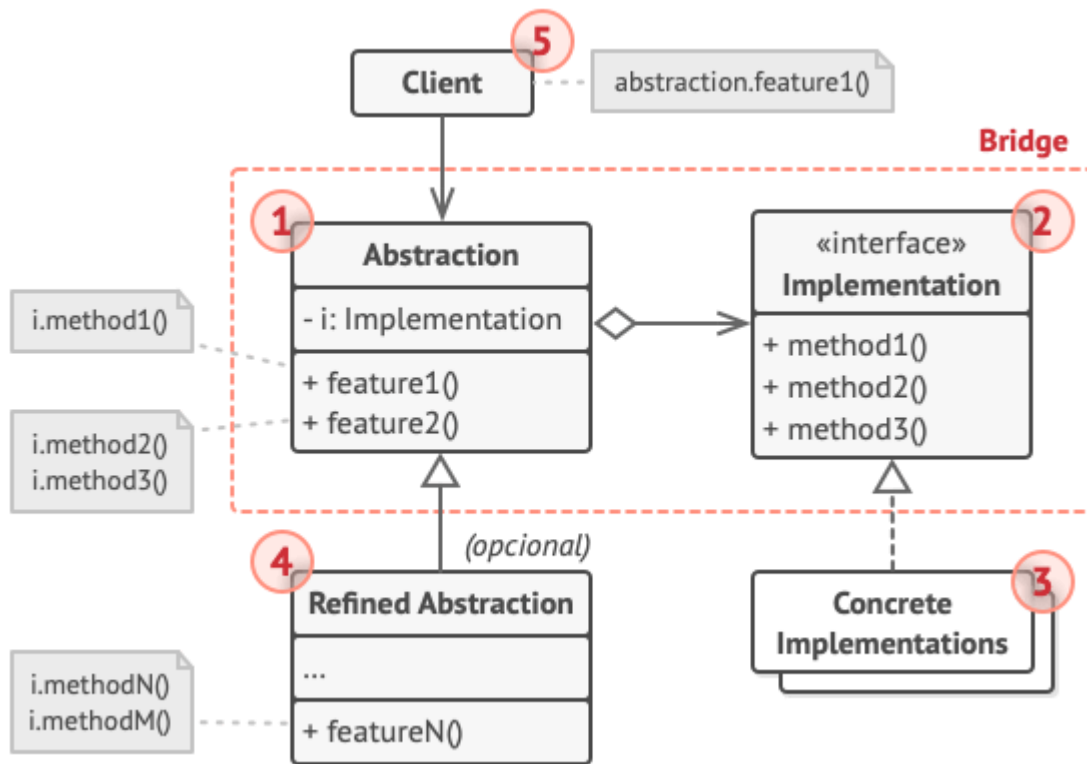 5
Client
abstraction.feature1()
Bridge
1
Abstraction
- i: Implementation
+ feature1()
+ feature2()
2
«interface»
Implementation
+ method1()
+ method2()
+ method3()
i.method1()
i.method2()
i.method3()
(opcional)
4
Refined Abstraction
...
+ featureN()
3
Concrete
Implementations
i.methodN()
i.methodM()